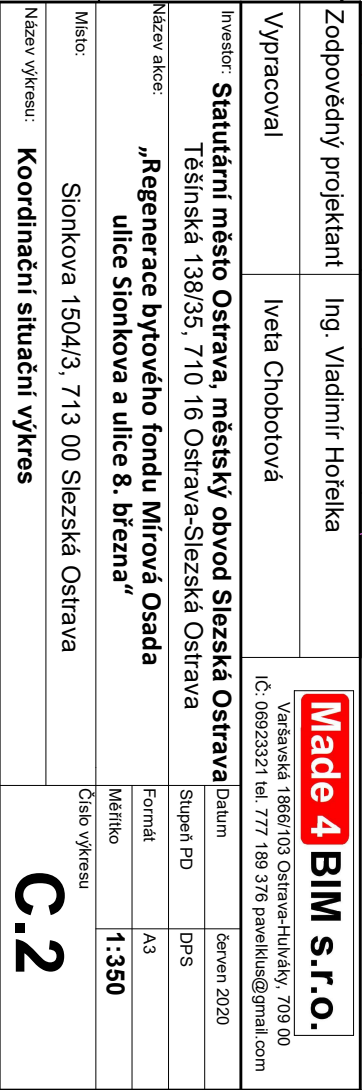 Zodpovědný projektant Ing. Vladimír Hořelka
Vypracoval Iveta Chobotová
Made 4 BIM s.r.o.
Varšavská 1866/103 Ostrava-Hulváky, 709 00
IČ: 06923321 tel. 777 189 376 pavelklus@gmail.com
Investor: Statutární město Ostrava, městský obvod Slezská Ostrava
Těšínská 138/35, 710 16 Ostrava-Slezská Ostrava
Datum červen 2020
Stupeň PD DPS
Název akce: „Regenerace bytového fondu Mírová Osada
ulice Sionkova a ulice 8. března“
Formát A3
Měřítko 1:350
Místo: Sionkova 1504/3, 713 00 Slezská Ostrava
Číslo výkresu
C.2
Název výkresu: Koordinační situační výkres